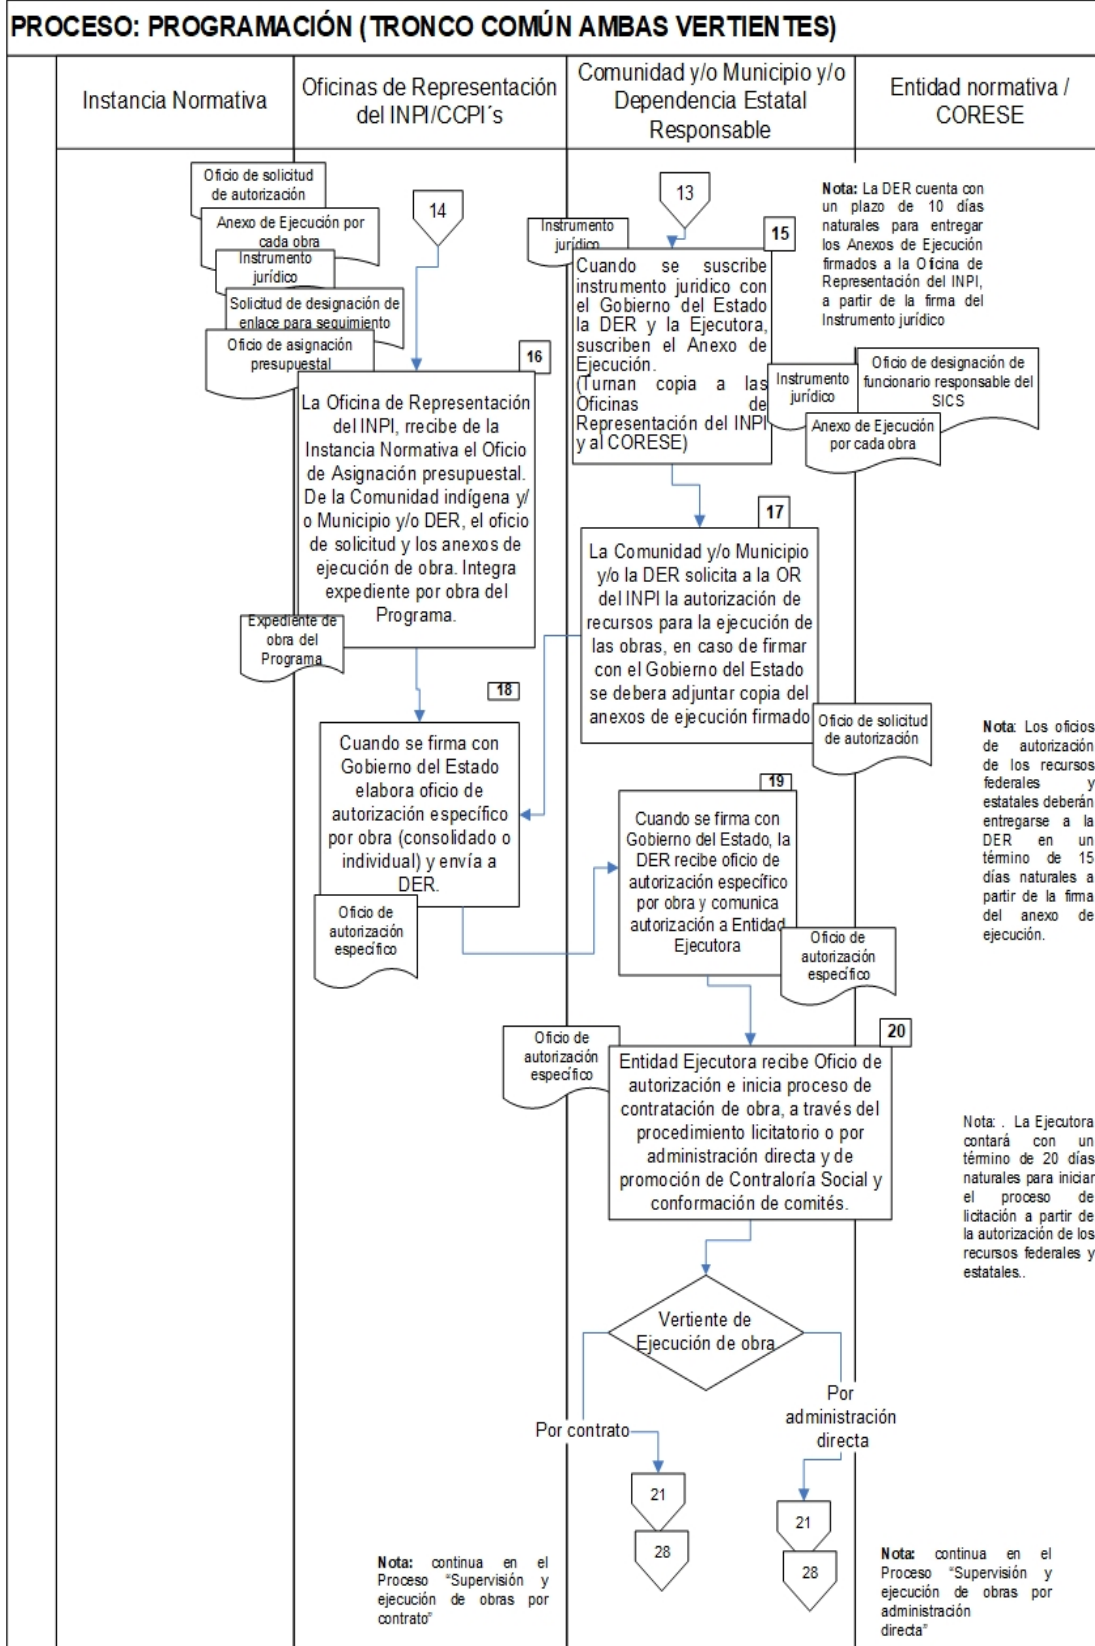 PROCESO: PROGRAMACIÓN (TRONCO COMÚN AMBAS VERTIENTES)
Instancia Normativa
Oficinas de Representación
del INPI/CCPI´s
Comunidad y/o Municipio y/o
Dependencia Estatal
Responsable
Entidad normativa /
CORESE
Oficio de solicitud
de autorización
Anexo de Ejecución por
cada obra
Instrumento
jurídico
Solicitud de designación de
enlace para seguimiento
Oficio de asignación
presupuestal
14
16
La Oficina de Representación
del INPI, rrecibe de la
Instancia Normativa el Oficio
de Asignación presupuestal.
De la Comunidad indígena y/
o Municipio y/o DER, el oficio
de solicitud y los anexos de
ejecución de obra. Integra
expediente por obra del
Programa.
Expediente de
obra del
Programa
13
Instrumento
jurídico
15
Cuando se suscribe
instrumento juridico con
el Gobierno del Estado
la DER y la Ejecutora,
suscriben el Anexo de
Ejecución.
(Turnan copia a las
Oficinas de
Representación del INPI
y al CORESE)
Nota: La DER cuenta con
un plazo de 10 días
naturales para entregar
los Anexos de Ejecución
firmados a la Oficina de
Representación del INPI,
a partir de la firma del
Instrumento jurídico
Instrumento
jurídico
Oficio de designación de
funcionario responsable del
SICS
Anexo de Ejecución
por cada obra
17
La Comunidad y/o Municipio
y/o la DER solicita a la OR
del INPI la autorización de
recursos para la ejecución de
las obras, en caso de firmar
con el Gobierno del Estado
se debera adjuntar copia del
anexos de ejecución firmado
Oficio de solicitud
de autorización
18
Cuando se firma con
Gobierno del Estado
elabora oficio de
autorización específico
por obra (consolidado o
individual) y envía a
DER.
Oficio de
autorización
específico
19
Cuando se firma con
Gobierno del Estado, la
DER recibe oficio de
autorización específico
por obra y comunica
autorización a Entidad
Ejecutora
Oficio de
autorización
específico
Nota: Los oficios
de autorización
de los recursos
federales y
estatales deberán
entregarse a la
DER en un
término de 15
días naturales a
partir de la firma
del anexo de
ejecución.
Oficio de
autorización
específico
20
Entidad Ejecutora recibe Oficio de
autorización e inicia proceso de
contratación de obra, a través del
procedimiento licitatorio o por
administración directa y de
promoción de Contraloría Social y
conformación de comités.
Nota: . La Ejecutora
contará con un
término de 20 días
naturales para iniciar
el proceso de
licitación a partir de
la autorización de los
recursos federales y
estatales..
Vertiente de
Ejecución de obra
Por contrato
Por
administración
directa
21
28
21
28
Nota: continua en el
Proceso “Supervisión y
ejecución de obras por
contrato”
Nota: continua en el
Proceso “Supervisión y
ejecución de obras por
administración
directa”